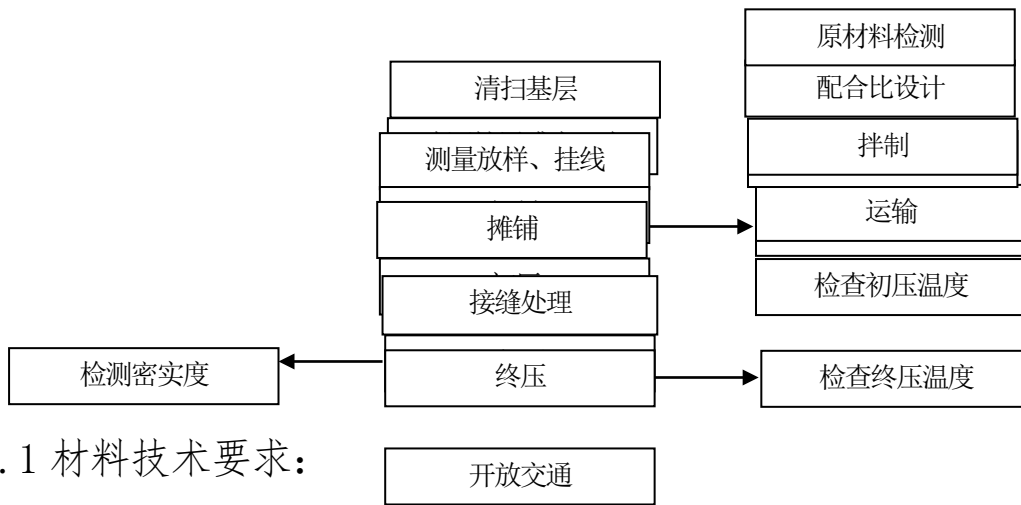 原材料检测
清扫基层
配合比设计
测量放样、挂线
拌制
摊铺
运输
接缝处理
检查初压温度
检测密实度
终压
检查终压温度
.1 材料技术要求：
开放交通